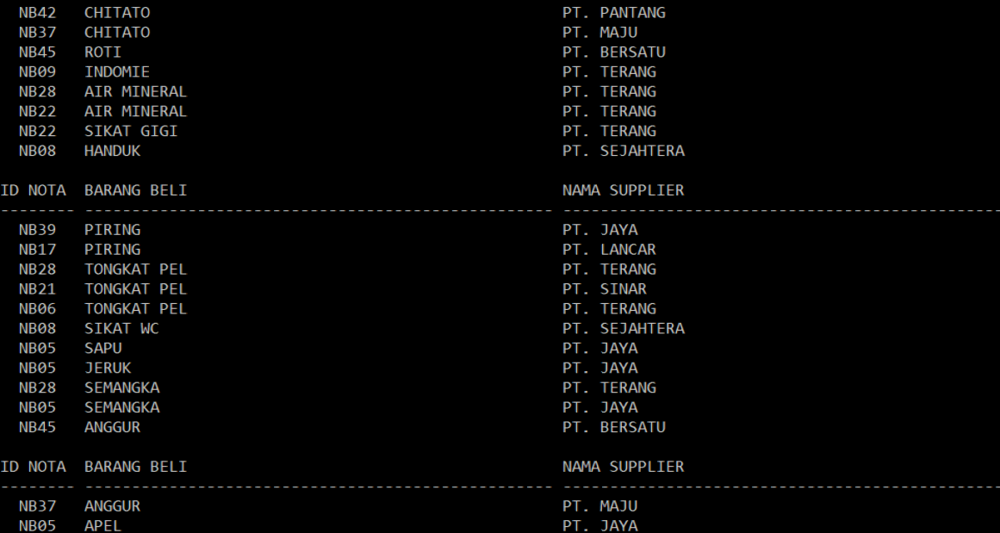 NB42 CHITATO PT. PANTANG
NB37 CHITATO PT. MAJU
NB45 ROTI PT. BERSATU
NB09 INDOMIE PT. TERANG
NB28 AIR MINERAL PT. TERANG
NB22 AIR MINERAL PT. TERANG
NB22 SIKAT GIGI PT. TERANG
NB08 HANDUK PT. SEJAHTERA
ID NOTA BARANG BELI NAMA SUPPLIER
-------- -------------------------------------------------- -----------------------------------------------
NB39 PIRING PT. JAYA
NB17 PIRING PT. LANCAR
NB28 TONGKAT PEL PT. TERANG
NB21 TONGKAT PEL PT. SINAR
NB06 TONGKAT PEL PT. TERANG
NB08 SIKAT WC PT. SEJAHTERA
NB05 SAPU PT. JAYA
NB05 JERUK PT. JAYA
NB28 SEMANGKA PT. TERANG
NB05 SEMANGKA PT. JAYA
NB45 ANGGUR PT. BERSATU
ID NOTA BARANG BELI NAMA SUPPLIER
-------- -------------------------------------------------- -----------------------------------------------
NB37 ANGGUR PT. MAJU
NB05 APEL PT. JAYA